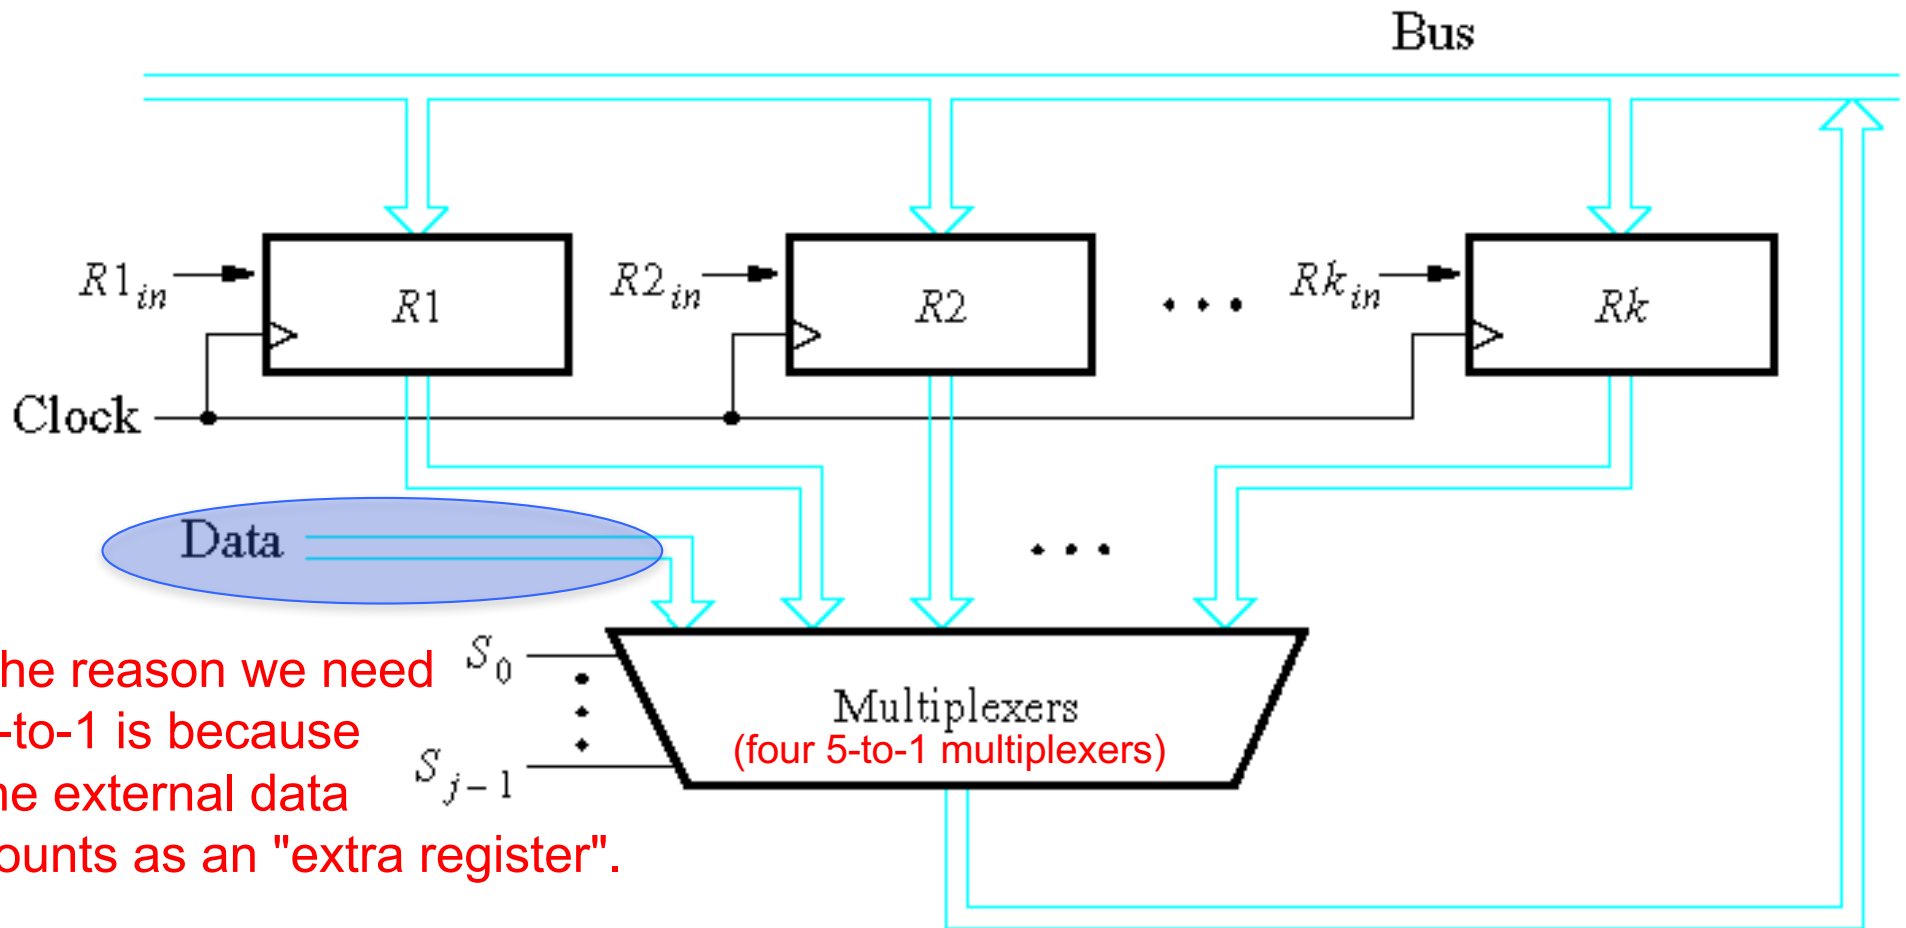 Bus
R1in
R1
R2in
R2
• • •
Rkin
Rk
Clock
Data
• • •
he reason we need
S0
-to-1 is because
Multiplexers
(four 5-to-1 multiplexers)
Sj-1
ne external data
ounts as an "extra register".